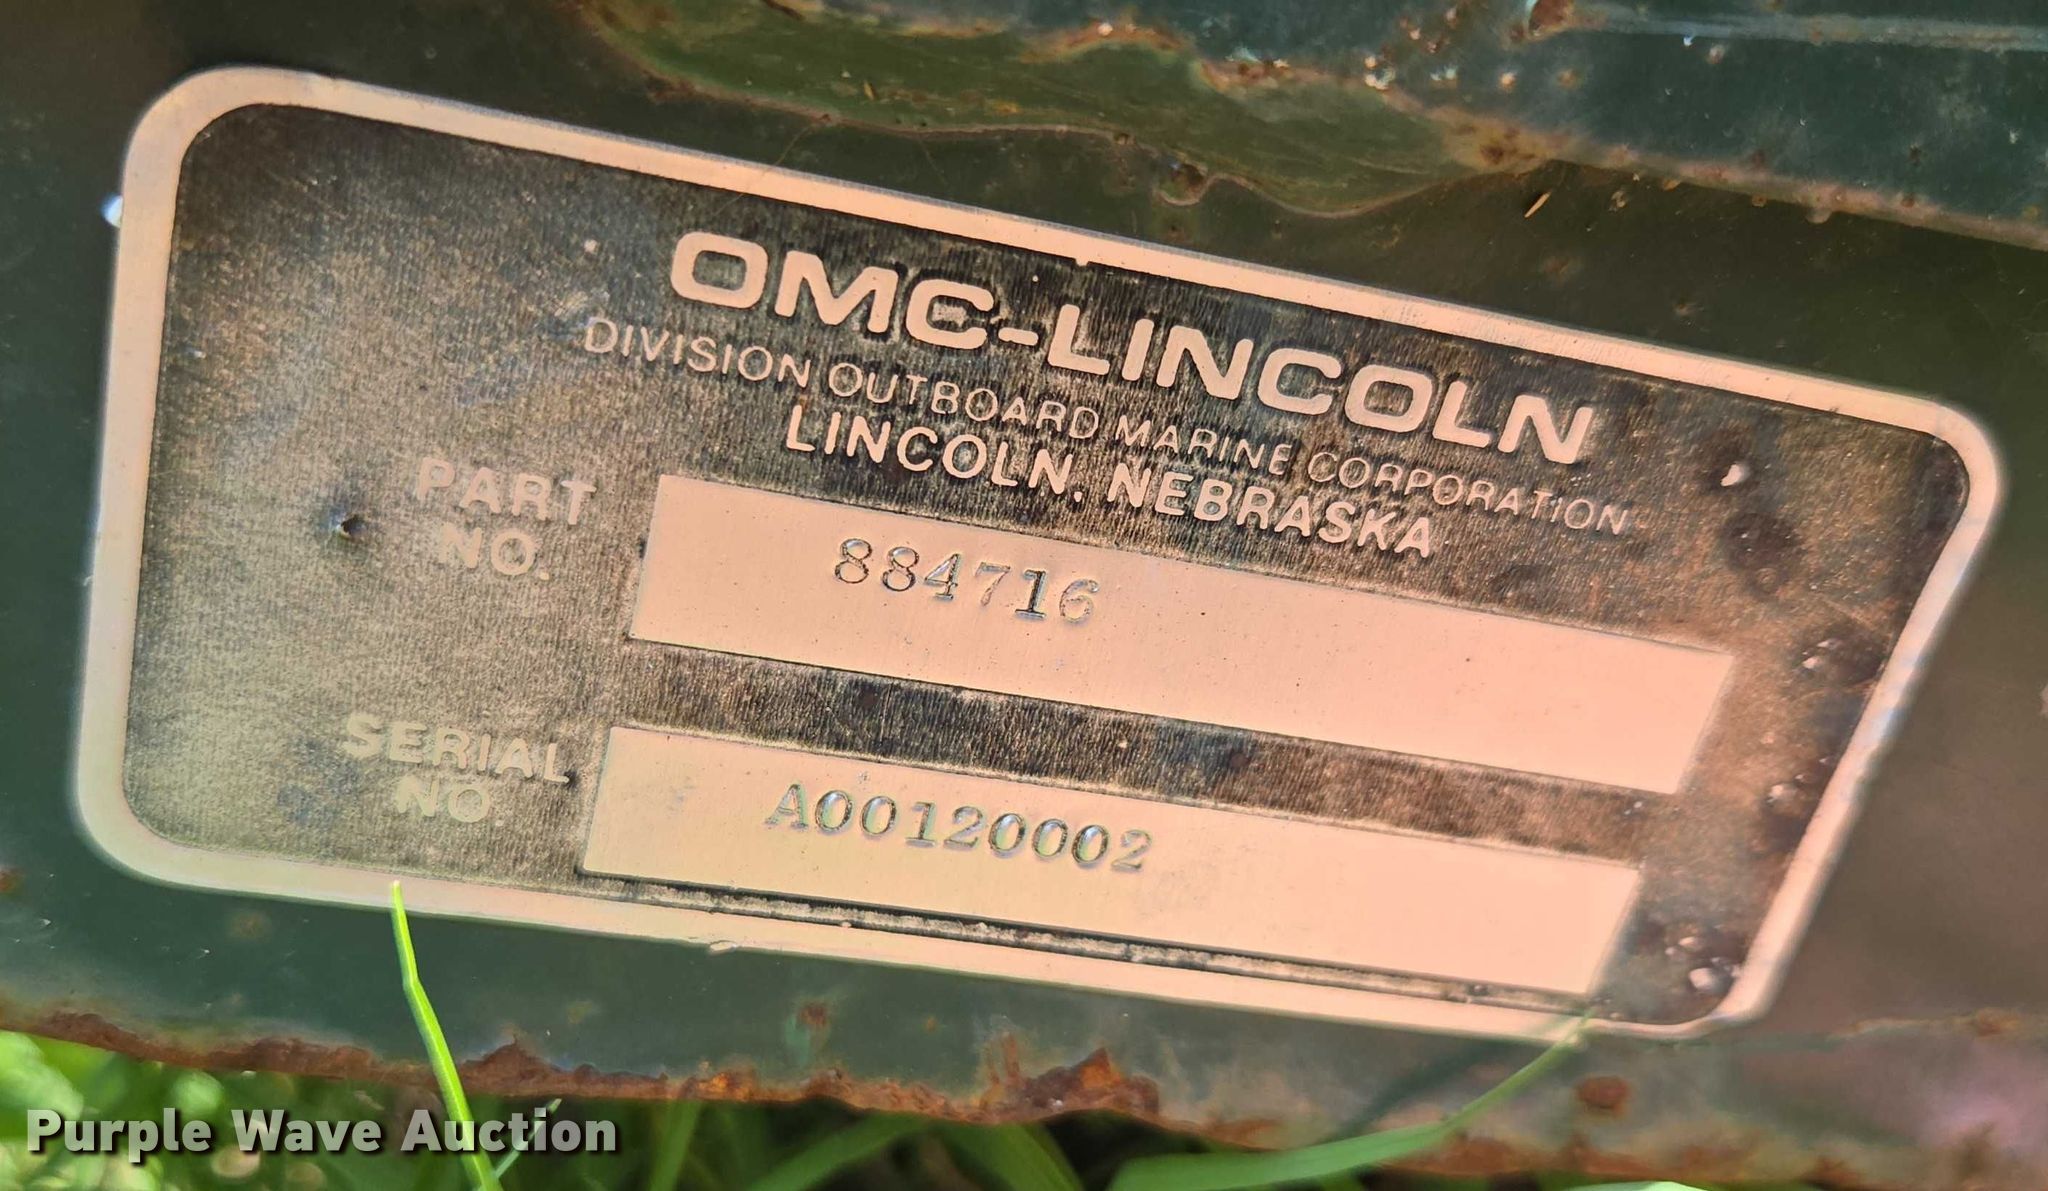 OMC-LINCOLN
DIVISION OUTBOARD MARINE CORPORATION
LINCOLN, NEBRASKA
PART NO. 884716
SERIAL NO. A00120002
Purple Wave Auction